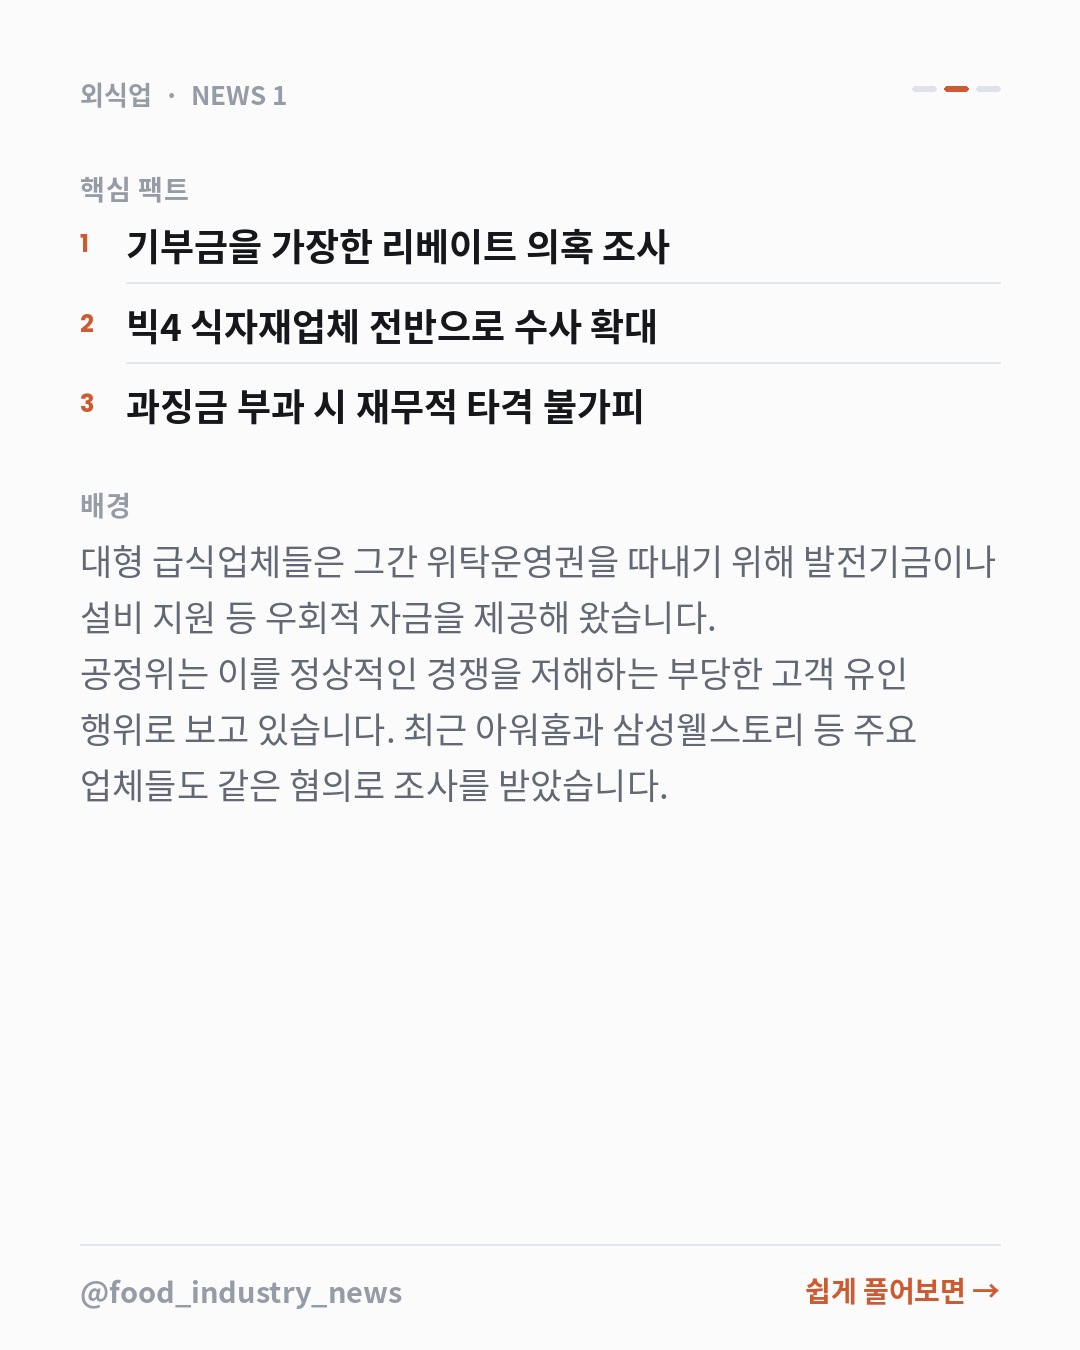 외식업 · NEWS 1
핵심 팩트
1 기부금을 가장한 리베이트 의혹 조사
2 빅4 식자재업체 전반으로 수사 확대
3 과징금 부과 시 재무적 타격 불가피
배경
대형 급식업체들은 그간 위탁운영권을 따내기 위해 발전기금이나
설비 지원 등 우회적 자금을 제공해 왔습니다.
공정위는 이를 정상적인 경쟁을 저해하는 부당한 고객 유인
행위로 보고 있습니다. 최근 아워홈과 삼성웰스토리 등 주요
업체들도 같은 혐의로 조사를 받았습니다.
@food_industry_news
쉽게 풀어보면 →